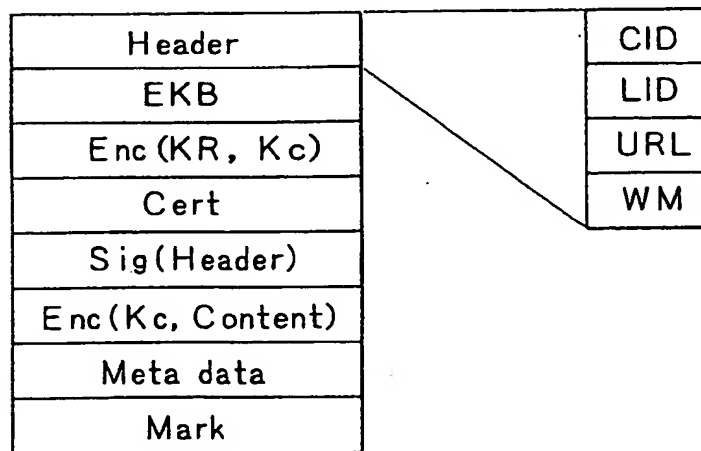 Header
EKB
Enc(KR, Kc)
Cert
Sig(Header)
Enc(Kc, Content)
Meta data
Mark
CID
LID
URL
WM